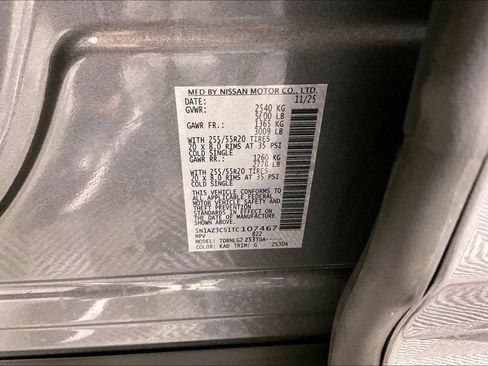 MFD BY NISSAN MOTOR CO., LTD.
DATE: 11/25
GVWR: 2540 KG
5600 LB
GAWR FR.: 1365 KG
3009 LB
WITH 255/55R20 TIRES
20 x 8.0 RIMS AT 35 PSI
COLD SINGLE
GAWR RR.: 1260 KG
2778 LB
WITH 255/55R20 TIRES
20 x 8.0 RIMS AT 35 PSI
COLD SINGLE
THIS VEHICLE CONFORMS TO
ALL APPLICABLE FEDERAL
MOTOR VEHICLE SAFETY
AND THEFT PREVENTION
STANDARDS IN EFFECT ON
THE DATE OF MANUFACTURE
SHOWN ABOVE.
5N1AZ3CS1TC107467
MPV 822
MODEL:
COLOR: KAD TRIM: G